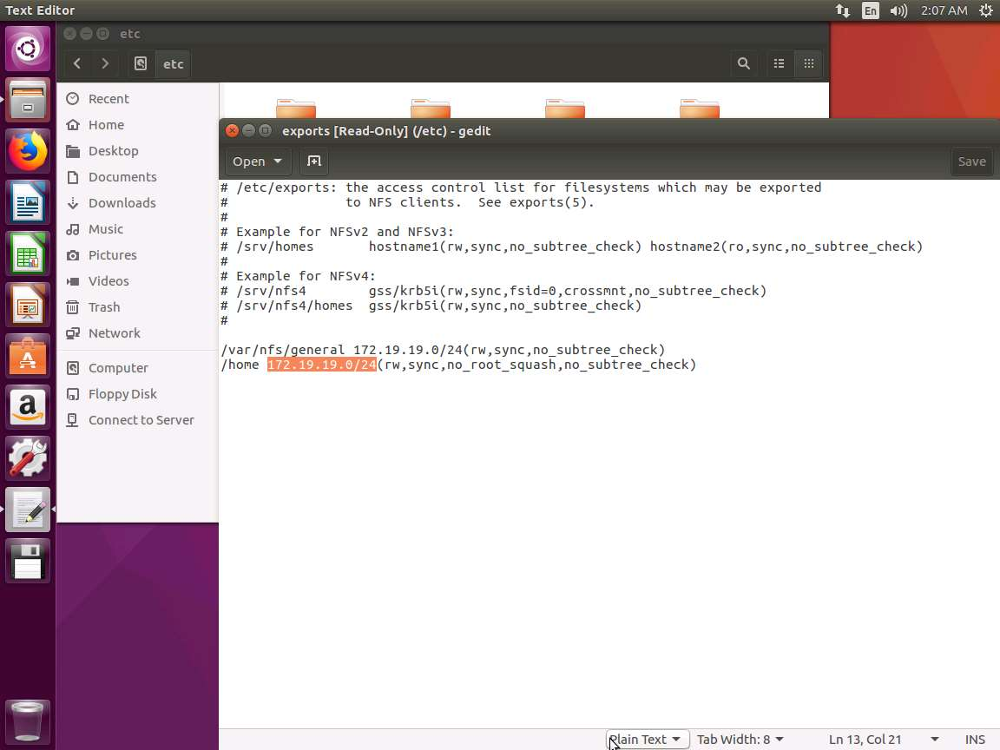 Text Editor
En
2:07 AM
etc
etc
Recent
Home
Desktop
Documents
Downloads
Music
Pictures
Videos
Trash
Network
Computer
Floppy Disk
Connect to Server
exports [Read-Only] (/etc) - gedit
Open
Save
# /etc/exports: the access control list for filesystems which may be exported
#               to NFS clients.  See exports(5).
#
# Example for NFSv2 and NFSv3:
# /srv/homes       hostname1(rw,sync,no_subtree_check) hostname2(ro,sync,no_subtree_check)
#
# Example for NFSv4:
# /srv/nfs4        gss/krb5i(rw,sync,fsid=0,crossmnt,no_subtree_check)
# /srv/nfs4/homes  gss/krb5i(rw,sync,no_subtree_check)
#
/var/nfs/general 172.19.19.0/24(rw,sync,no_subtree_check)
/home 172.19.19.0/24(rw,sync,no_root_squash,no_subtree_check)
Plain Text
Tab Width: 8
Ln 13, Col 21
INS